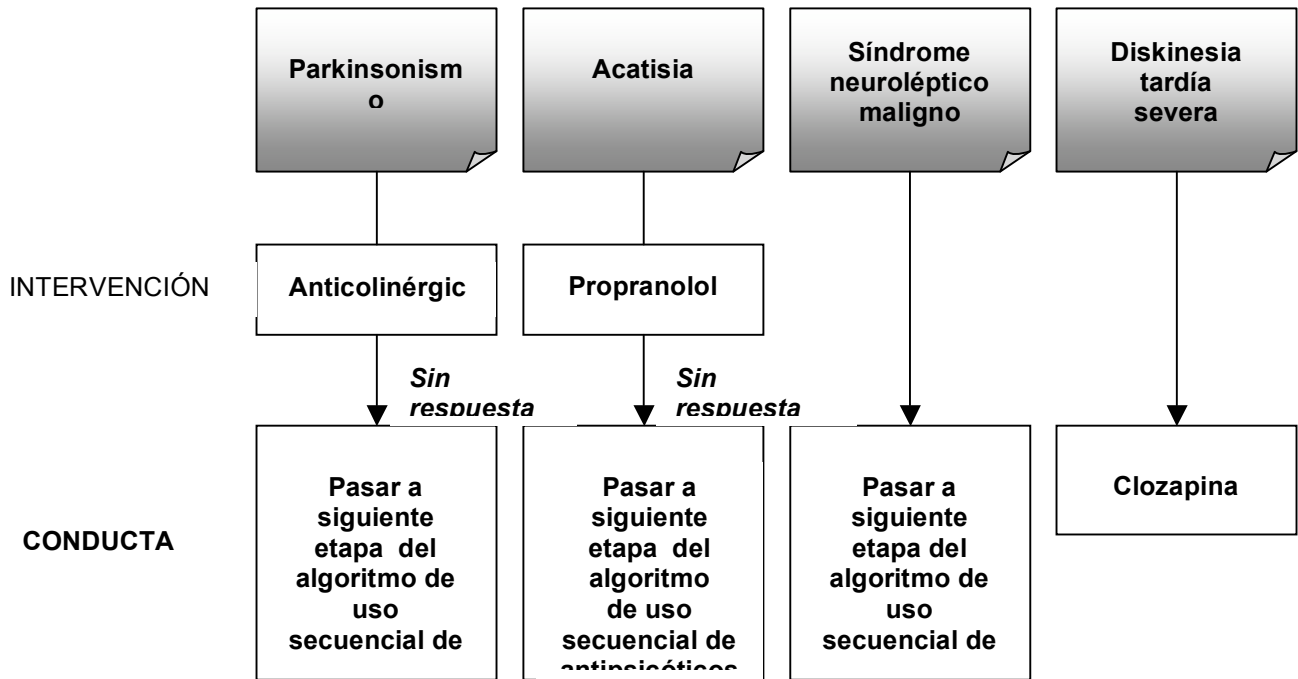 Parkinsonism
o
Acatisia
Síndrome
neuroléptico
maligno
Diskinesia
tardía
severa
INTERVENCIÓN
Anticolinérgic
Propranolol
Sin
respuesta
Sin
respuesta
CONDUCTA
Pasar a
siguiente
etapa del
algoritmo de
uso
secuencial de
Pasar a
siguiente
etapa del
algoritmo
de uso
secuencial de
antipsicóticos
Pasar a
siguiente
etapa del
algoritmo de
uso
secuencial de
Clozapina